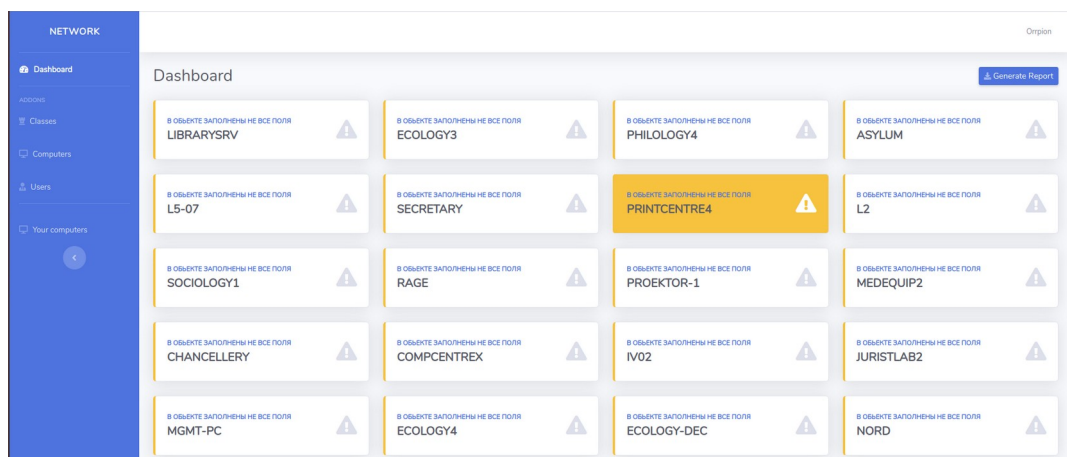 NETWORK
Orrpion
Dashboard
Dashboard
Generate Report
ADDONS
Classes
Computers
Users
Your computers
В ОБЬЕКТЕ ЗАПОЛНЕНЫ НЕ ВСЕ ПОЛЯ
LIBRARYSRV
В ОБЬЕКТЕ ЗАПОЛНЕНЫ НЕ ВСЕ ПОЛЯ
ECOLOGY3
В ОБЬЕКТЕ ЗАПОЛНЕНЫ НЕ ВСЕ ПОЛЯ
PHILOLOGY4
В ОБЬЕКТЕ ЗАПОЛНЕНЫ НЕ ВСЕ ПОЛЯ
ASYLUM
В ОБЬЕКТЕ ЗАПОЛНЕНЫ НЕ ВСЕ ПОЛЯ
L5-07
В ОБЬЕКТЕ ЗАПОЛНЕНЫ НЕ ВСЕ ПОЛЯ
SECRETARY
В ОБЬЕКТЕ ЗАПОЛНЕНЫ НЕ ВСЕ ПОЛЯ
PRINTCENTRE4
В ОБЬЕКТЕ ЗАПОЛНЕНЫ НЕ ВСЕ ПОЛЯ
L2
В ОБЬЕКТЕ ЗАПОЛНЕНЫ НЕ ВСЕ ПОЛЯ
SOCIOLOGY1
В ОБЬЕКТЕ ЗАПОЛНЕНЫ НЕ ВСЕ ПОЛЯ
RAGE
В ОБЬЕКТЕ ЗАПОЛНЕНЫ НЕ ВСЕ ПОЛЯ
PROEKTOR-1
В ОБЬЕКТЕ ЗАПОЛНЕНЫ НЕ ВСЕ ПОЛЯ
MEDEQUIP2
В ОБЬЕКТЕ ЗАПОЛНЕНЫ НЕ ВСЕ ПОЛЯ
CHANCELLERY
В ОБЬЕКТЕ ЗАПОЛНЕНЫ НЕ ВСЕ ПОЛЯ
COMPCENTREX
В ОБЬЕКТЕ ЗАПОЛНЕНЫ НЕ ВСЕ ПОЛЯ
IV02
В ОБЬЕКТЕ ЗАПОЛНЕНЫ НЕ ВСЕ ПОЛЯ
JURISTLAB2
В ОБЬЕКТЕ ЗАПОЛНЕНЫ НЕ ВСЕ ПОЛЯ
MGMT-PC
В ОБЬЕКТЕ ЗАПОЛНЕНЫ НЕ ВСЕ ПОЛЯ
ECOLOGY4
В ОБЬЕКТЕ ЗАПОЛНЕНЫ НЕ ВСЕ ПОЛЯ
ECOLOGY-DEC
В ОБЬЕКТЕ ЗАПОЛНЕНЫ НЕ ВСЕ ПОЛЯ
NORD